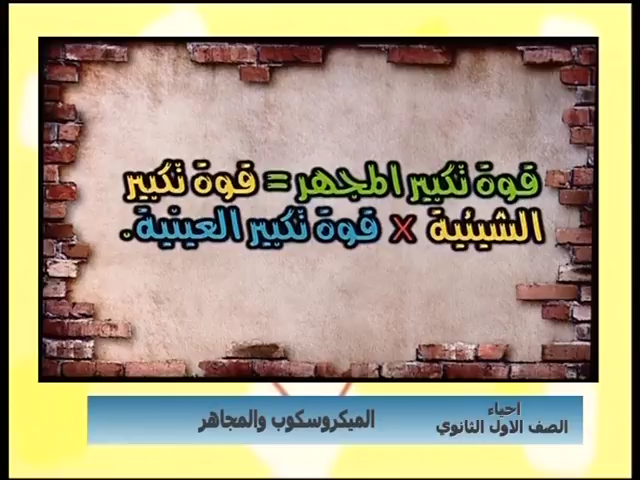 قوة تكبير المجهر = قوة تكبير
الشيئية × قوة تكبير العينية.
احياء
الصف الاول الثانوي
الميكروسكوب والمجاهر